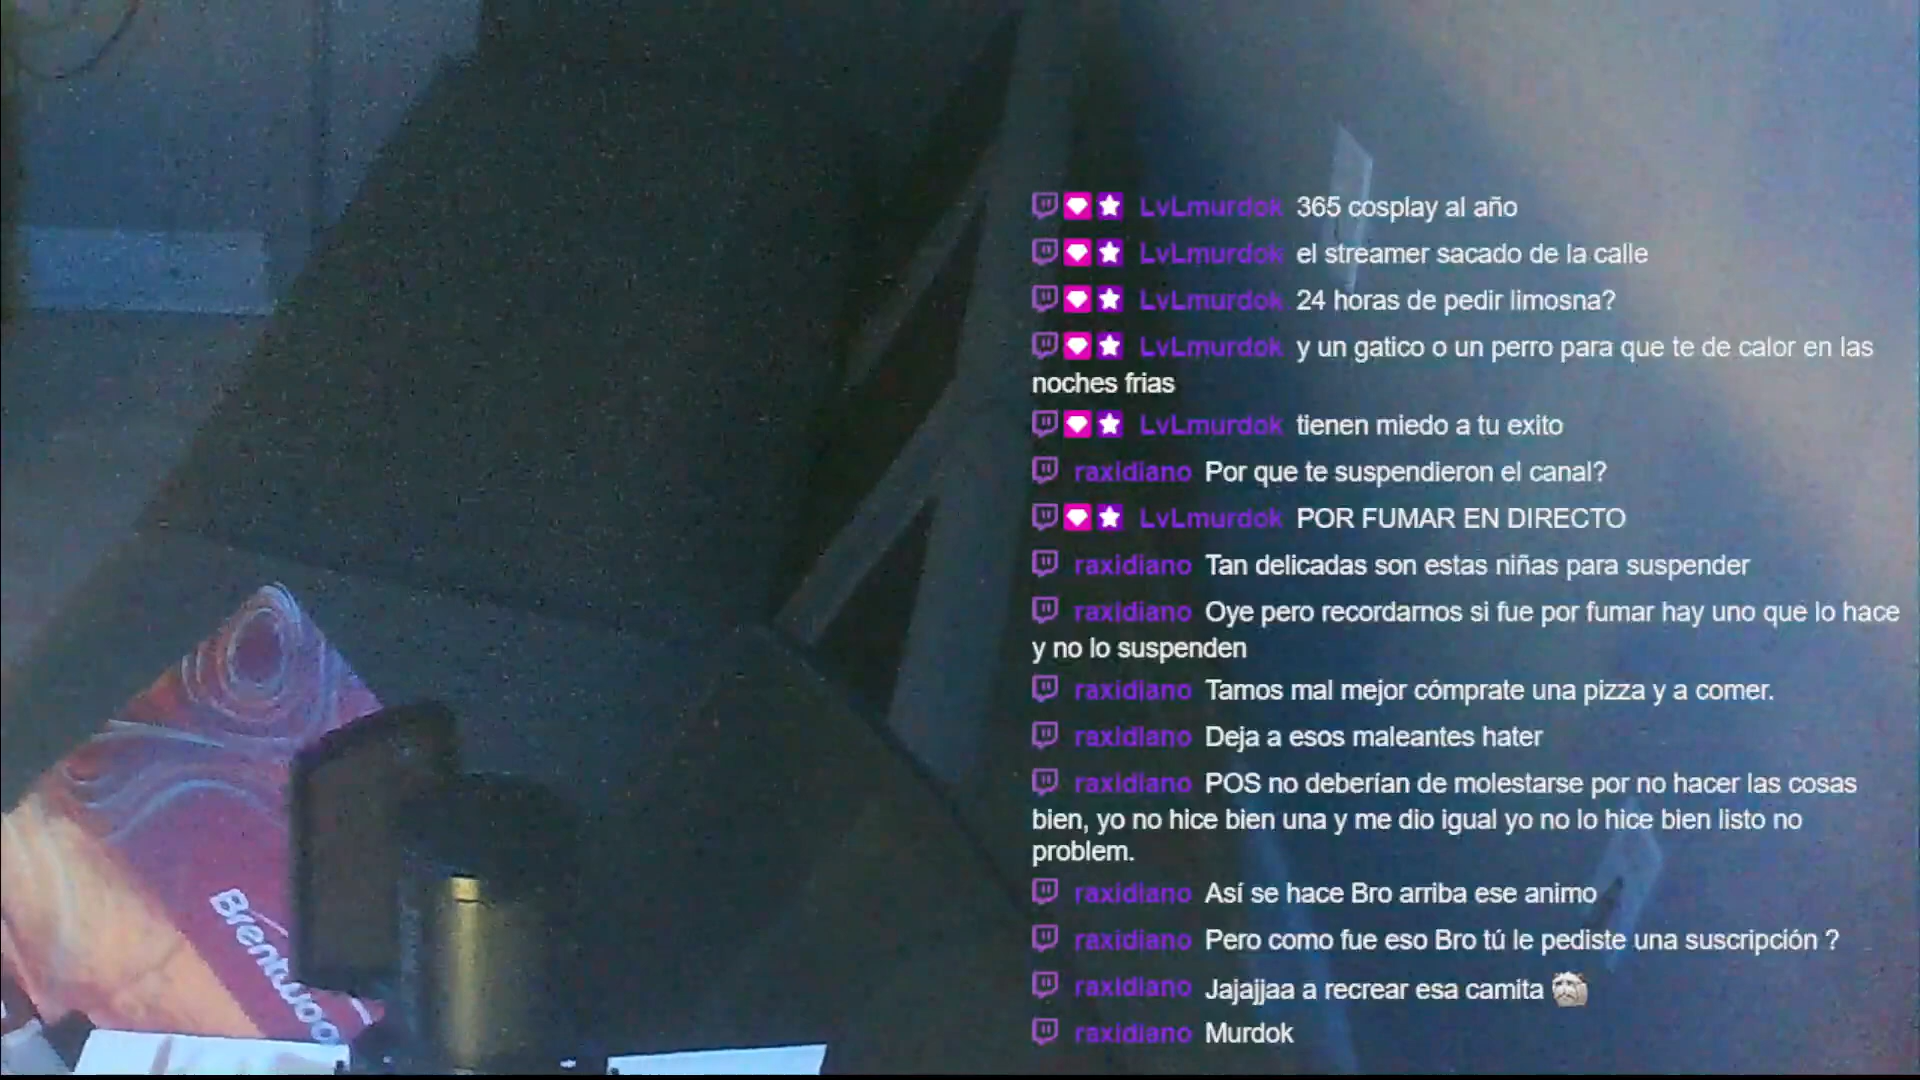 LvLmurdok 365 cosplay al año
LvLmurdok el streamer sacado de la calle
LvLmurdok 24 horas de pedir limosna?
LvLmurdok y un gatico o un perro para que te de calor en las
noches frias
LvLmurdok tienen miedo a tu exito
raxidiano Por que te suspendieron el canal?
LvLmurdok POR FUMAR EN DIRECTO
raxidiano Tan delicadas son estas niñas para suspender
raxidiano Oye pero recordarnos si fue por fumar hay uno que lo hace
y no lo suspenden
raxidiano Tamos mal mejor cómprate una pizza y a comer.
raxidiano Deja a esos maleantes hater
raxidiano POS no deberían de molestarse por no hacer las cosas
bien, yo no hice bien una y me dio igual yo no lo hice bien listo no
problem.
raxidiano Así se hace Bro arriba ese animo
raxidiano Pero como fue eso Bro tú le pediste una suscripción ?
raxidiano Jajajjaa a recrear esa camita
raxidiano Murdok
Brentwood